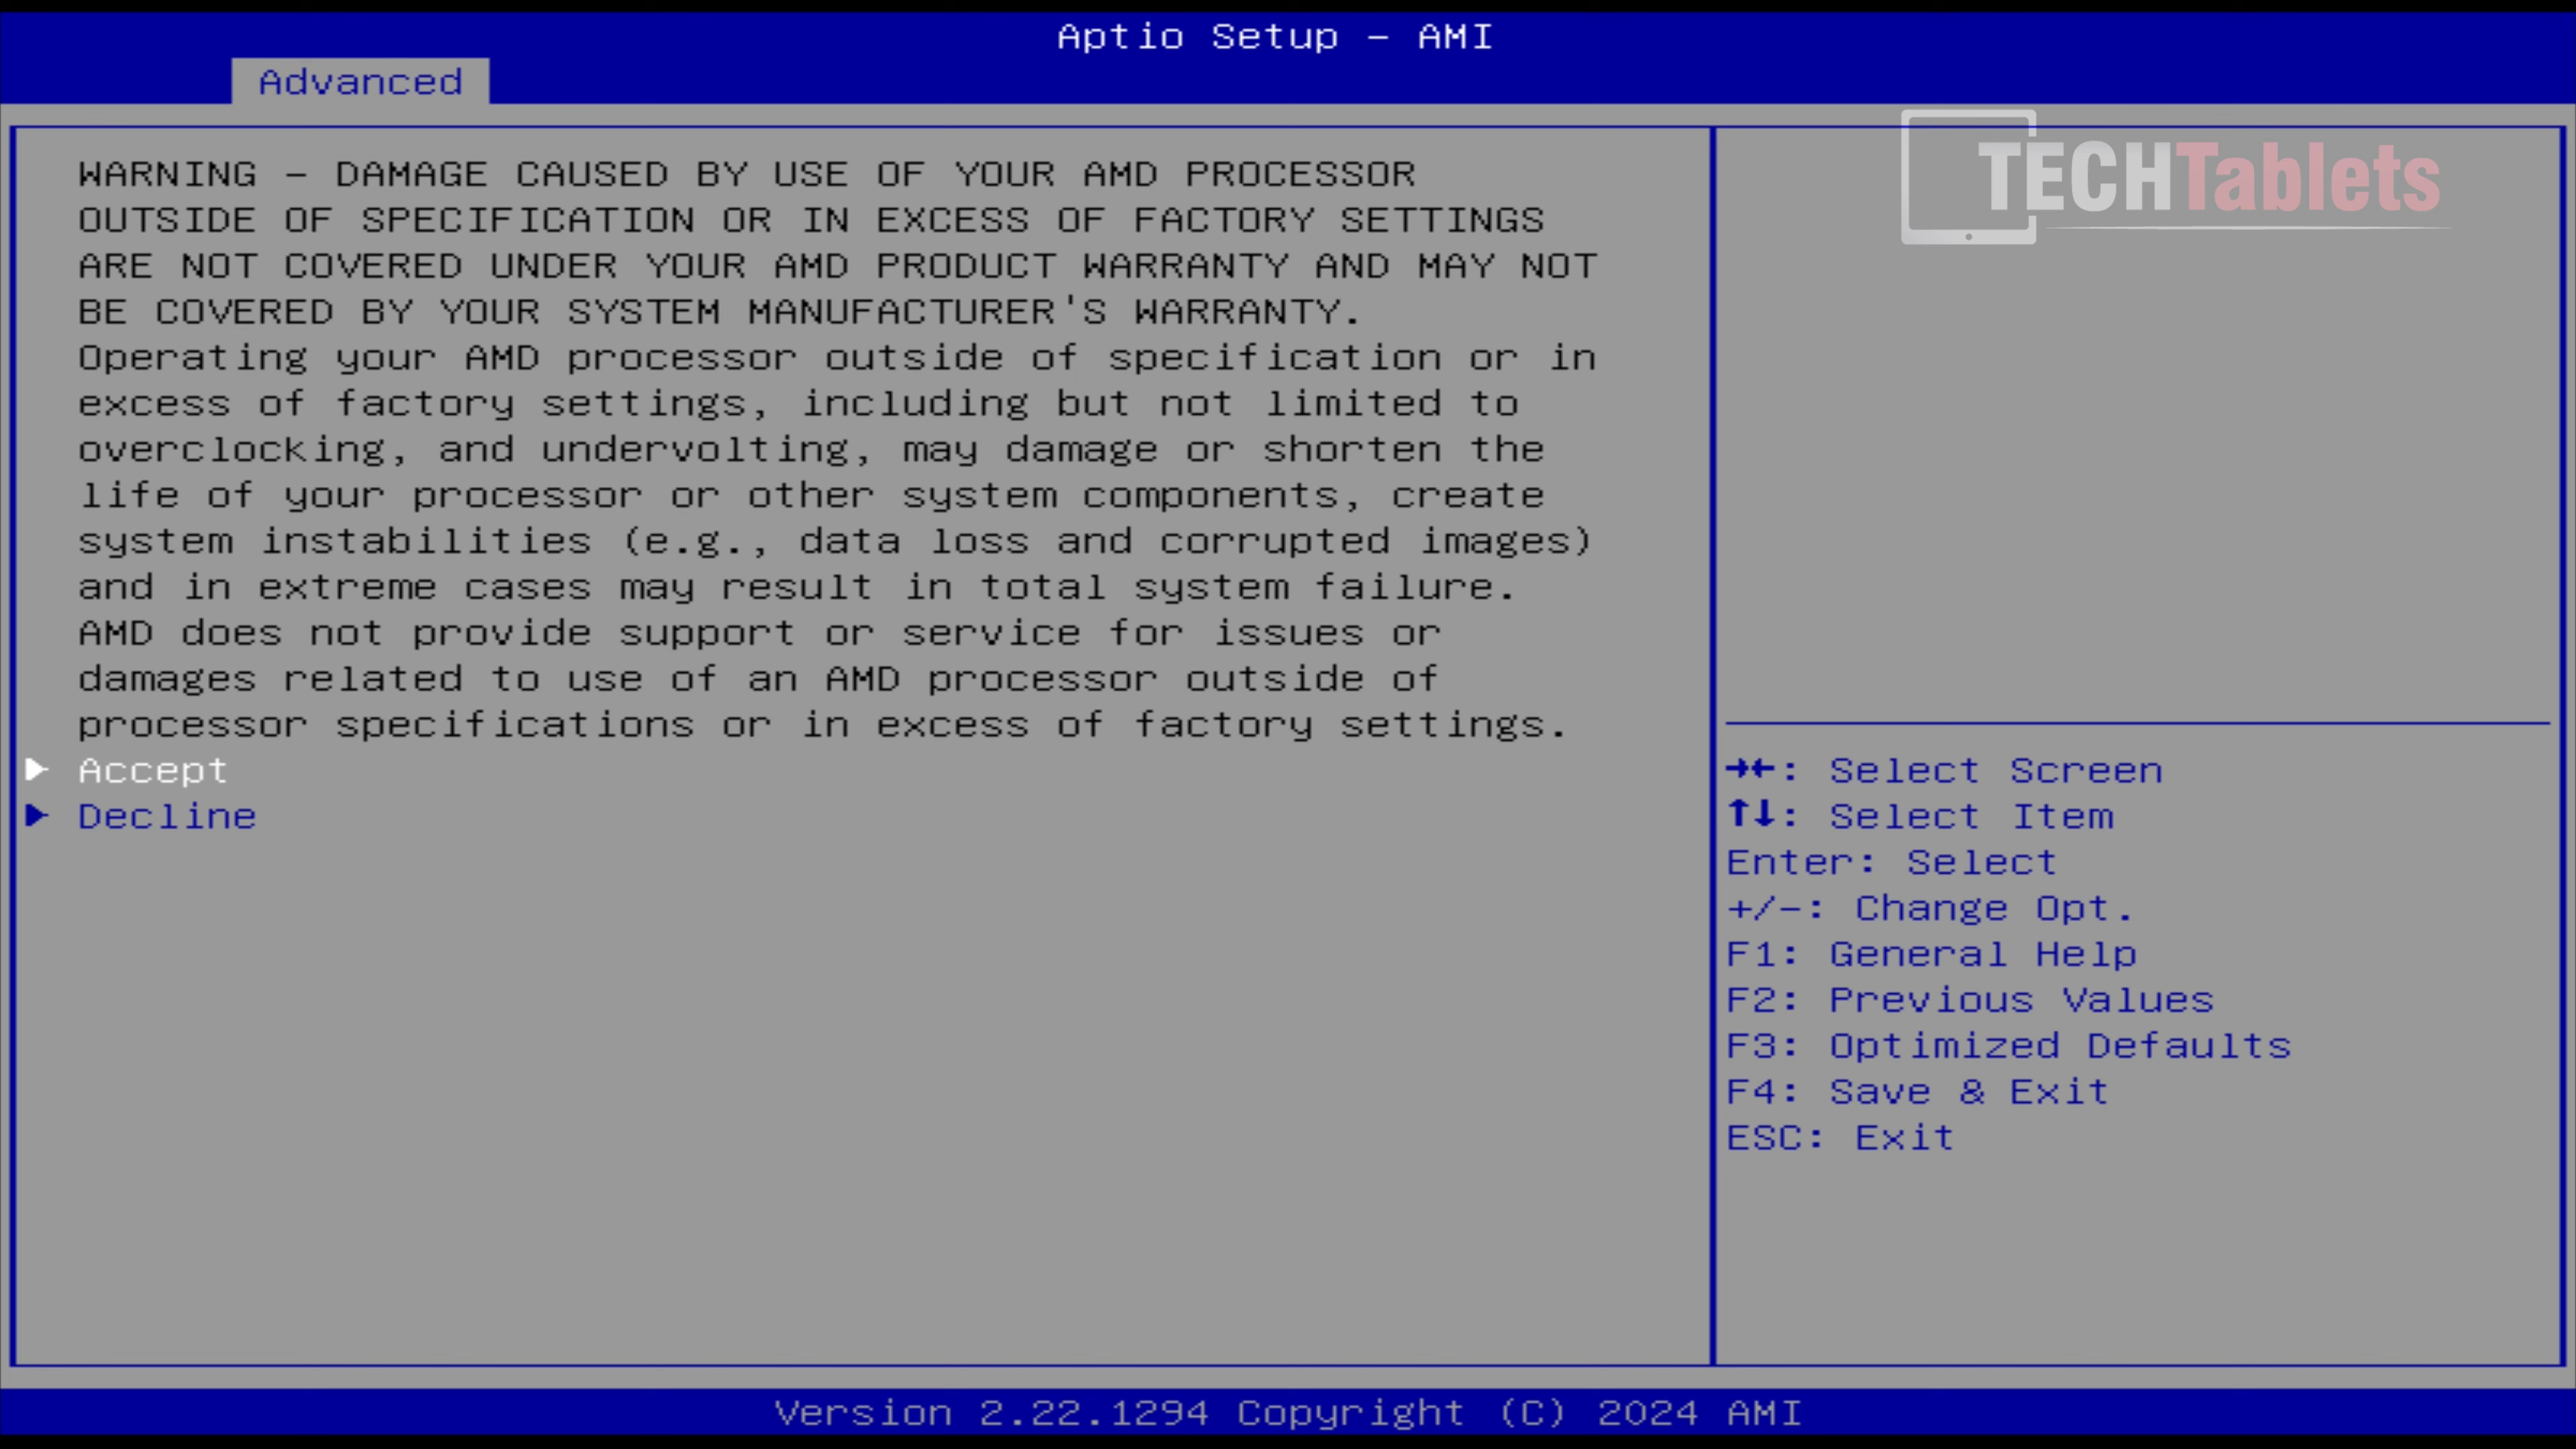 Aptio Setup - AMI
Advanced
TECHTablets
WARNING - DAMAGE CAUSED BY USE OF YOUR AMD PROCESSOR
OUTSIDE OF SPECIFICATION OR IN EXCESS OF FACTORY SETTINGS
ARE NOT COVERED UNDER YOUR AMD PRODUCT WARRANTY AND MAY NOT
BE COVERED BY YOUR SYSTEM MANUFACTURER'S WARRANTY.
Operating your AMD processor outside of specification or in
excess of factory settings, including but not limited to
overclocking, and undervolting, may damage or shorten the
life of your processor or other system components, create
system instabilities (e.g., data loss and corrupted images)
and in extreme cases may result in total system failure.
AMD does not provide support or service for issues or
damages related to use of an AMD processor outside of
processor specifications or in excess of factory settings.
► Accept
► Decline
→←: Select Screen
↑↓: Select Item
Enter: Select
+/-: Change Opt.
F1: General Help
F2: Previous Values
F3: Optimized Defaults
F4: Save & Exit
ESC: Exit
Version 2.22.1294 Copyright (C) 2024 AMI